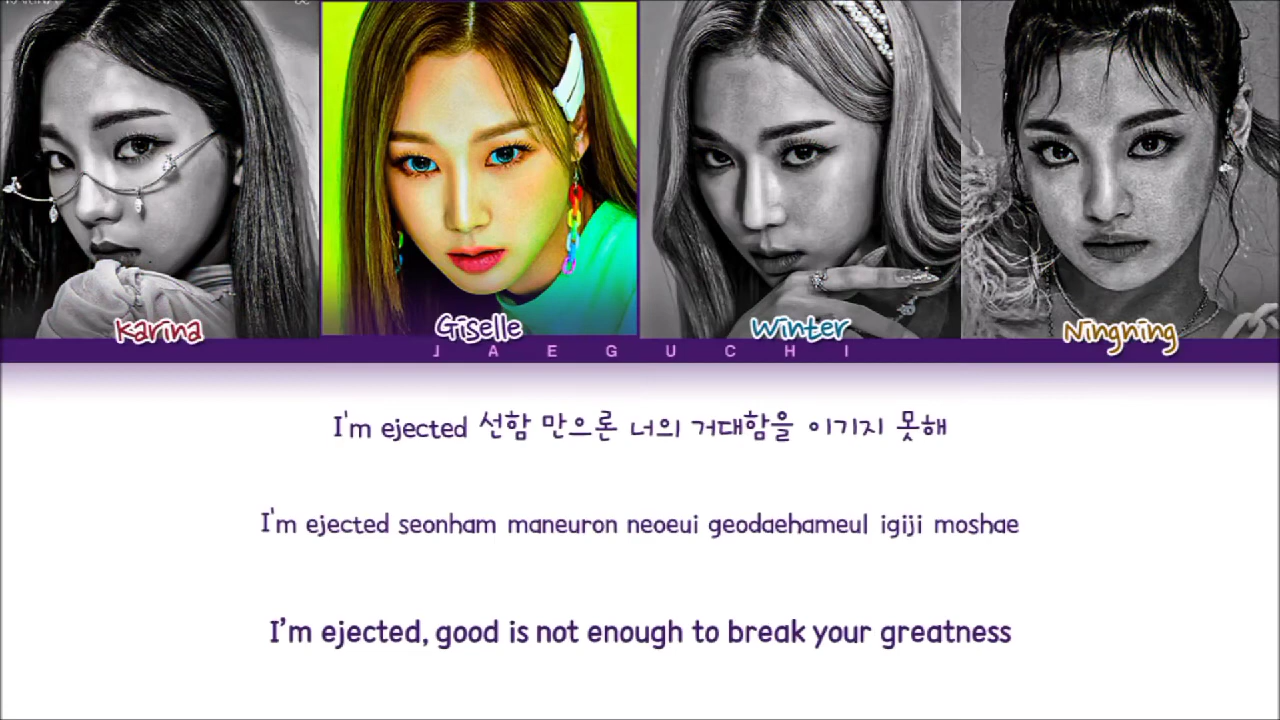 Karina
Giselle
Winter
Ningning
JAEGUCHI
I'm ejected 선함 만으론 너의 거대함을 이기지 못해
I'm ejected seonham maneuron neoeui geodaehameul igiji moshae
I'm ejected, good is not enough to break your greatness